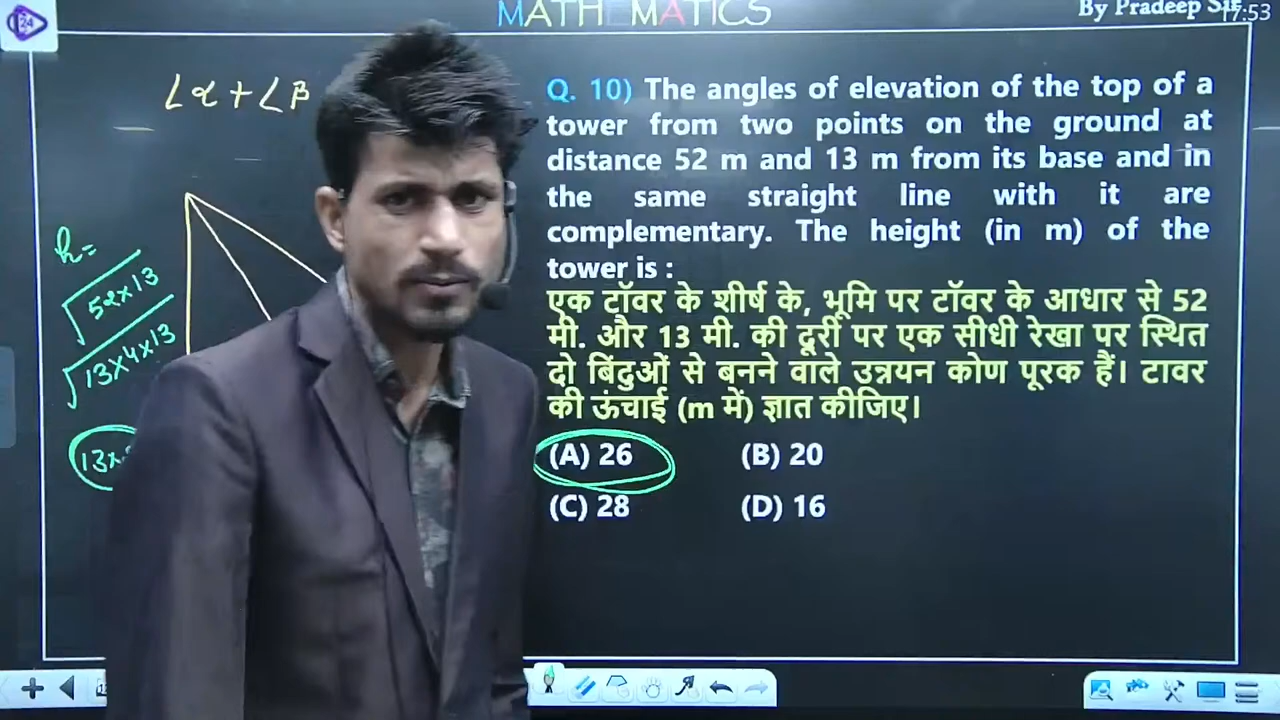 24
MATHEMATICS
By Pradeep Sir
17:53
∠α + ∠β
h=
√52×13
√13×4×13
13×
Q. 10) The angles of elevation of the top of a
tower from two points on the ground at
distance 52 m and 13 m from its base and in
the same straight line with it are
complementary. The height (in m) of the
tower is :
एक टॉवर के शीर्ष के, भूमि पर टॉवर के आधार से 52
मी. और 13 मी. की दूरी पर एक सीधी रेखा पर स्थित
दो बिंदुओं से बनने वाले उन्नयन कोण पूरक हैं। टावर
की ऊंचाई (m में) ज्ञात कीजिए।
(A) 26 (B) 20
(C) 28 (D) 16